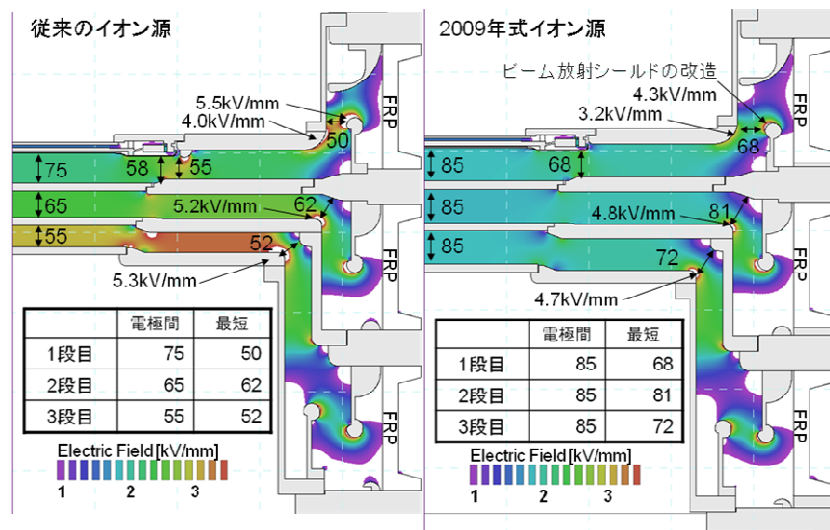 従来のイオン源
5.5kV/mm
4.0kV/mm
FRP
50
75
58
55
65
62
5.2kV/mm
55
52
5.3kV/mm
電極間 最短
1段目 75 50
2段目 65 62
3段目 55 52
FRP
Electric Field[kV/mm]
1 2 3
2009年式イオン源
ビーム放射シールドの改造
4.3kV/mm
3.2kV/mm
FRP
68
85
68
85
81
4.8kV/mm
85
72
4.7kV/mm
電極間 最短
1段目 85 68
2段目 85 81
3段目 85 72
FRP
Electric Field[kV/mm]
1 2 3